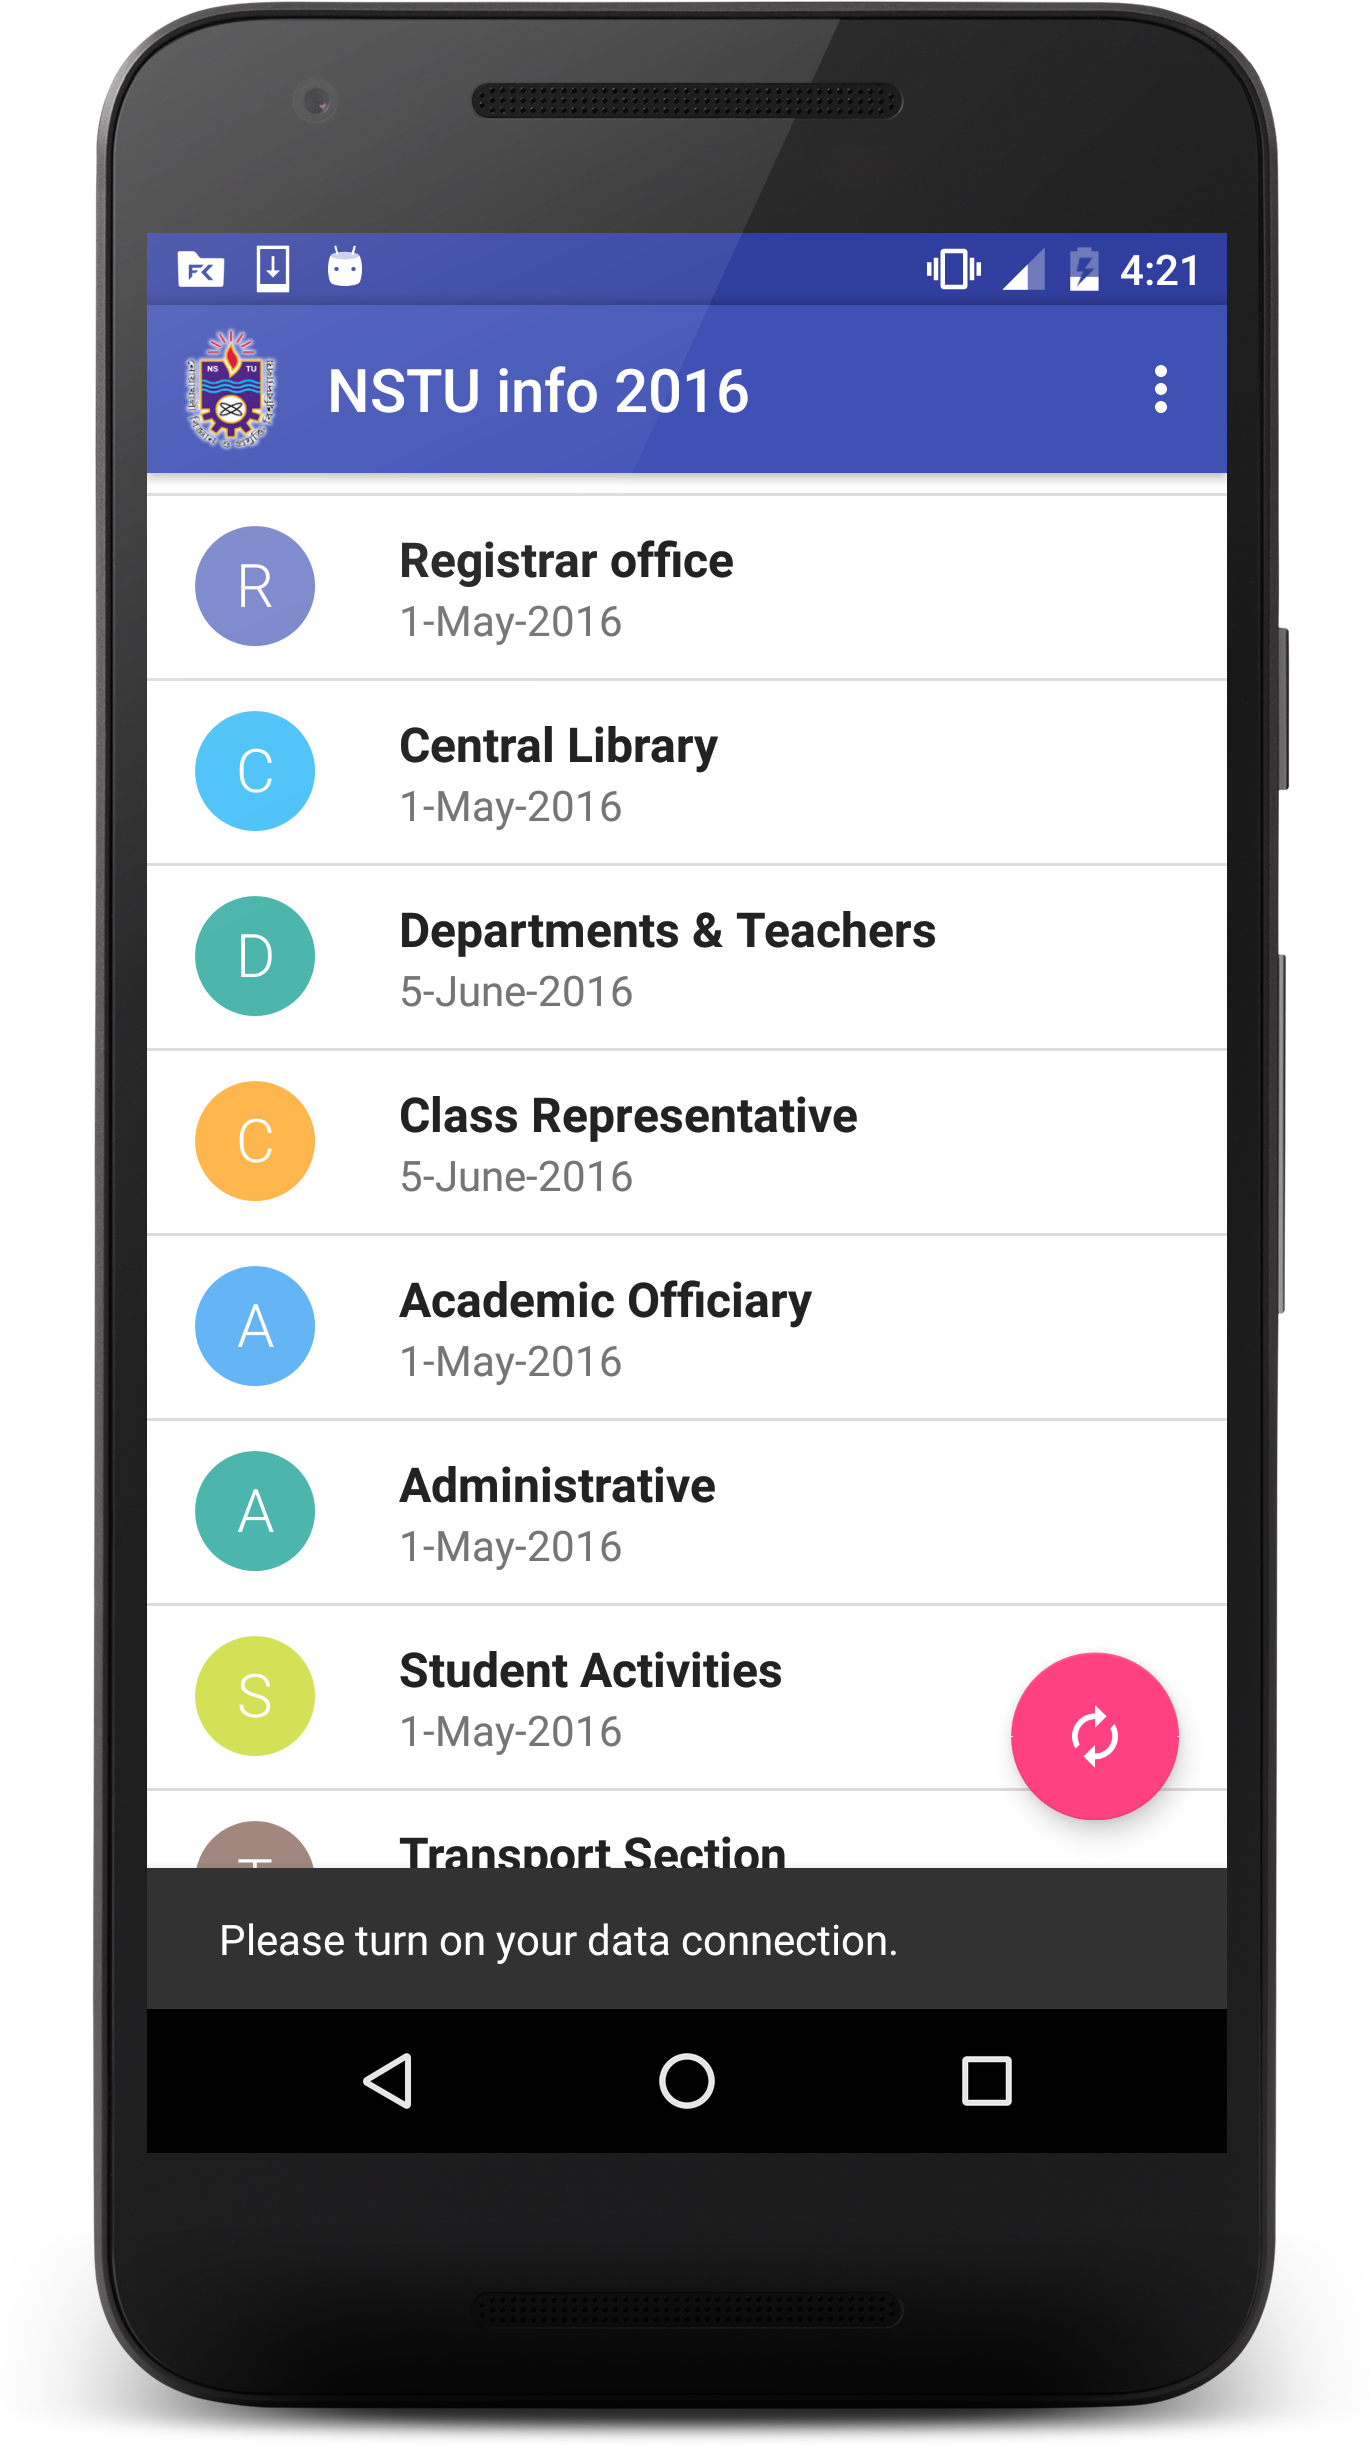 4:21
NS TU
NSTU info 2016
R
Registrar office
1-May-2016
C
Central Library
1-May-2016
D
Departments & Teachers
5-June-2016
C
Class Representative
5-June-2016
A
Academic Officiary
1-May-2016
A
Administrative
1-May-2016
S
Student Activities
1-May-2016
T
Transport Section
Please turn on your data connection.